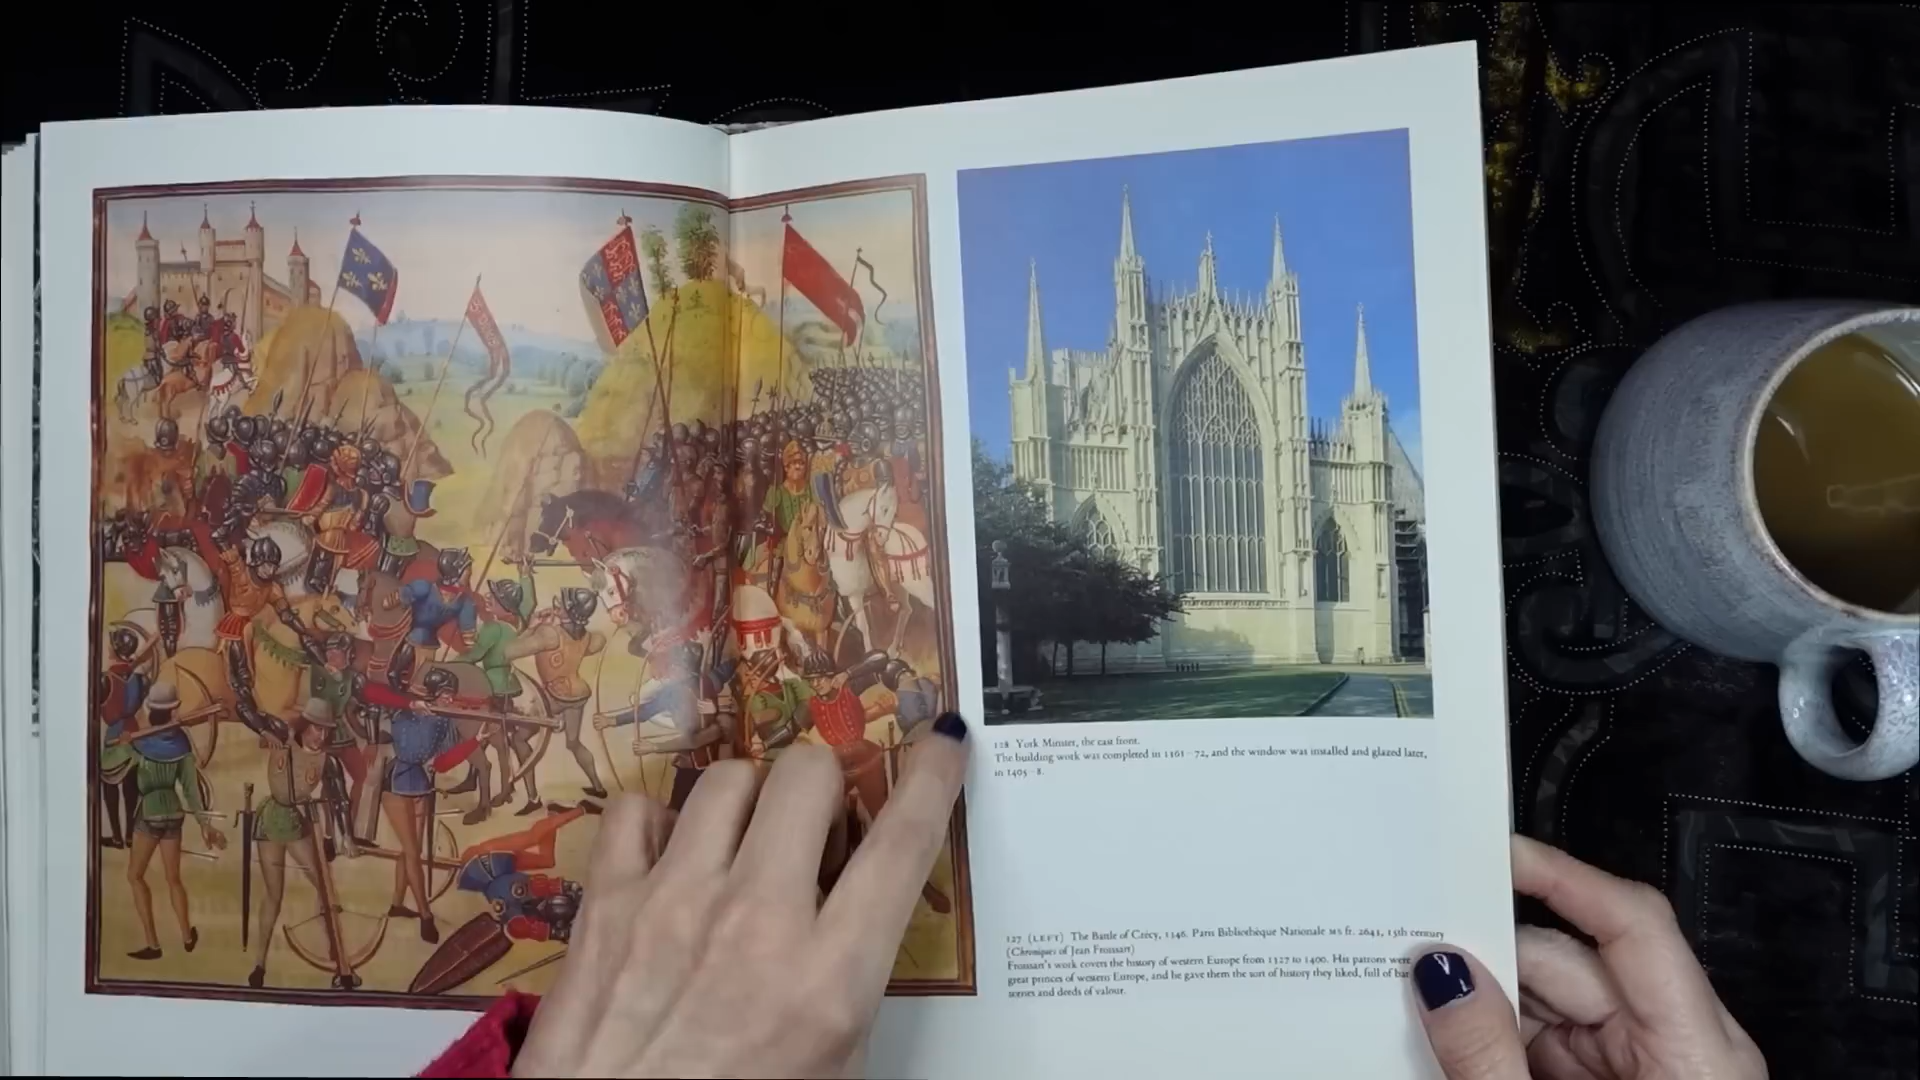 128 York Minster, the east front.
The building work was completed in 1361–72, and the window was installed and glazed later,
in 1405–8.
127 (LEFT) The Battle of Crécy, 1346. Paris Bibliothèque Nationale MS fr. 2643, 15th century
(Chroniques of Jean Froissart)
Froissart's work covers the history of western Europe from 1327 to 1400. His patrons were
great princes of western Europe, and he gave them the sort of history they liked, full of
scenes and deeds of valour.